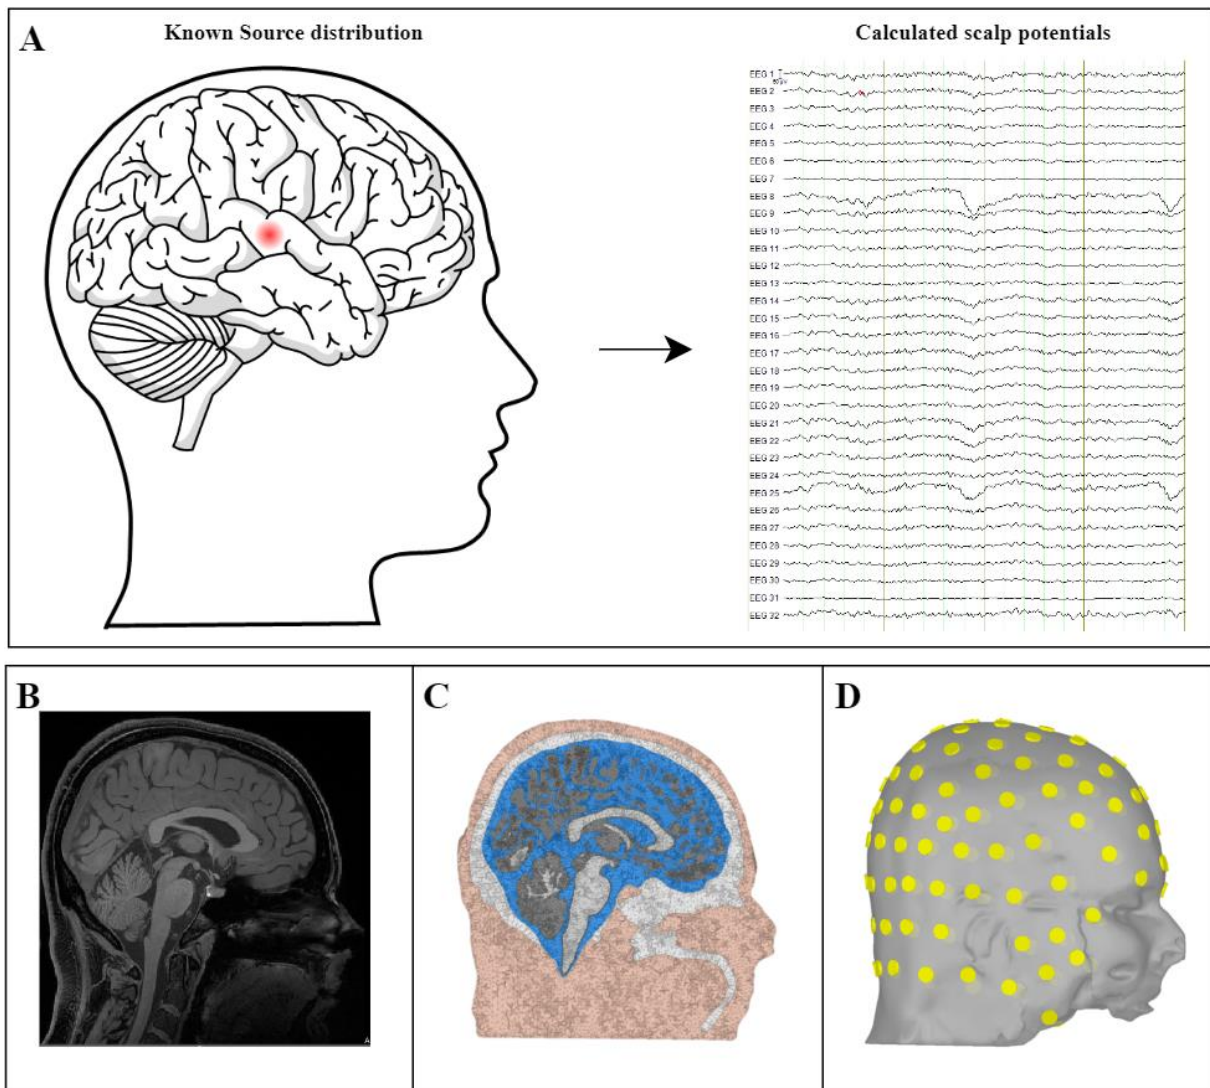 A
Known Source distribution
Calculated scalp potentials
EEG 1
EEG 2
EEG 3
EEG 4
EEG 5
EEG 6
EEG 7
EEG 8
EEG 9
EEG 10
EEG 11
EEG 12
EEG 13
EEG 14
EEG 15
EEG 16
EEG 17
EEG 18
EEG 19
EEG 20
EEG 21
EEG 22
EEG 23
EEG 24
EEG 25
EEG 26
EEG 27
EEG 28
EEG 29
EEG 30
EEG 31
EEG 32
B
A
C
D